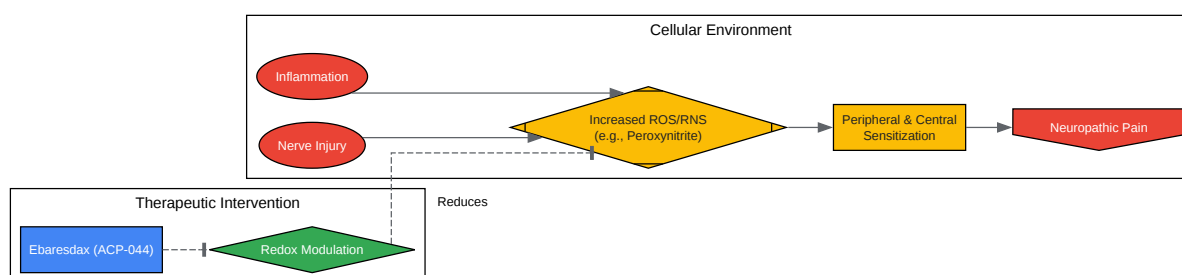 Cellular Environment
Inflammation
Nerve Injury
Increased ROS/RNS
(e.g., Peroxynitrite)
Peripheral & Central
Sensitization
Neuropathic Pain
Therapeutic Intervention
Reduces
Ebaresdax (ACP-044)
Redox Modulation